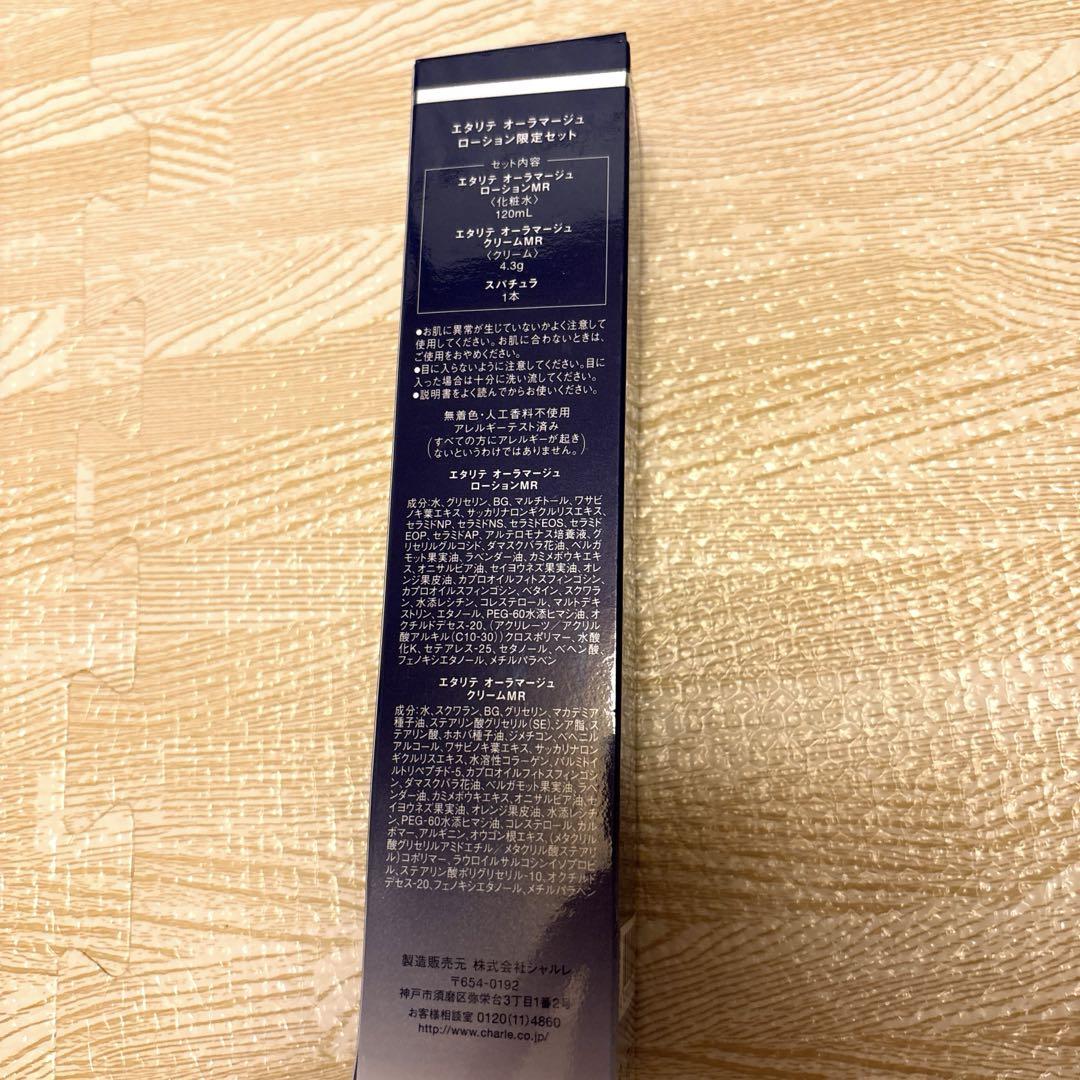 エタリテ オーラマージュ
ローション限定セット
セット内容
エタリテ オーラマージュ
ローションMR
〈化粧水〉
120mL
エタリテ オーラマージュ
クリームMR
〈クリーム〉
4.3g
スパチュラ
1本
●お肌に異常が生じていないかよく注意して
使用してください。お肌に合わないときは、
ご使用をおやめください。
●目に入らないように注意してください。目に
入った場合は十分に洗い流してください。
●説明書をよく読んでからお使いください。
無着色・人工香料不使用
アレルギーテスト済み
(すべての方にアレルギーが起き
ないというわけではありません。)
エタリテ オーラマージュ
ローションMR
成分:水、グリセリン、BG、マルチトール、ワサビ
ノキ葉エキス、サッカリナロンギクルリスエキス、
セラミドNP、セラミドNS、セラミドEOS、セラミド
EOP、セラミドAP、アルテロモナス培養液、グ
リセリルグルコシド、ダマスクバラ花油、ベルガ
モット果実油、ラベンダー油、カミメボウキエキ
ス、オニサルビア油、セイヨウネズ果実油、オレ
ンジ果皮油、カプロオイルフィトスフィンゴシン、
カプロオイルスフィンゴシン、ベタイン、スクワラ
ン、水添レシチン、コレステロール、マルトデキ
ストリン、エタノール、PEG-60水添ヒマシ油、オ
クチルドデセス-20、(アクリレーツ/アクリル
酸アルキル(C10-30))クロスポリマー、水酸
化K、セテアレス-25、セタノール、ベヘン酸、
フェノキシエタノール、メチルパラベン
エタリテ オーラマージュ
クリームMR
成分:水、スクワラン、BG、グリセリン、マカデミア
種子油、ステアリン酸グリセリル(SE)、シア脂、ス
テアリン酸、ホホバ種子油、ジメチコン、ベヘニル
アルコール、ワサビノキ葉エキス、サッカリナロン
ギクルリスエキス、水溶性コラーゲン、パルミトイ
ルトリペプチド-5、カプロオイルフィトスフィンゴシ
ン、ダマスクバラ花油、ベルガモット果実油、ラベ
ンダー油、カミメボウキエキス、オニサルビア油、セ
イヨウネズ果実油、オレンジ果皮油、水添レシチ
ン、PEG-60水添ヒマシ油、コレステロール、カル
ボマー、アルギニン、オウゴン根エキス、(メタクリル
酸グリセリルアミドエチル/メタクリル酸ステアリ
ル)コポリマー、ラウロイルサルコシンイソプロピ
ル、ステアリン酸ポリグリセリル-10、オクチルド
デセス-20、フェノキシエタノール、メチルパラベン
製造販売元 株式会社シャルレ
〒654-0192
神戸市須磨区弥栄台3丁目1番2号
お客様相談室 0120(11)4860
http://www.charle.co.jp/